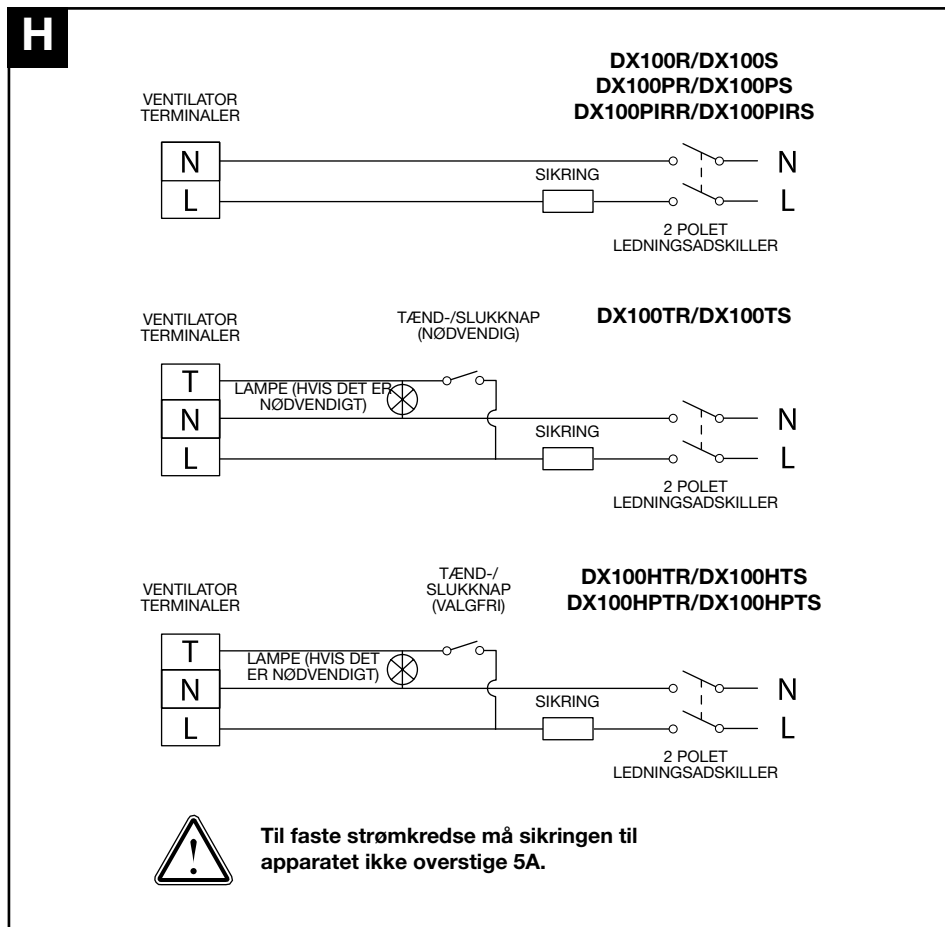 H
DX100R/DX100S
DX100PR/DX100PS
DX100PIRR/DX100PIRS
VENTILATOR
TERMINALER
N
L
SIKRING
N
L
2 POLET
LEDNINGSADSKILLER
VENTILATOR
TERMINALER
TÆND-/SLUKKNAP
(NØDVENDIG)
DX100TR/DX100TS
T
N
L
LAMPE (HVIS DET ER
NØDVENDIGT)
SIKRING
N
L
2 POLET
LEDNINGSADSKILLER
VENTILATOR
TERMINALER
TÆND-/
SLUKKNAP
(VALGFRI)
DX100HTR/DX100HTS
DX100HPTR/DX100HPTS
T
N
L
LAMPE (HVIS DET
ER NØDVENDIGT)
SIKRING
N
L
2 POLET
LEDNINGSADSKILLER
!
Til faste strømkredse må sikringen til
apparatet ikke overstige 5A.